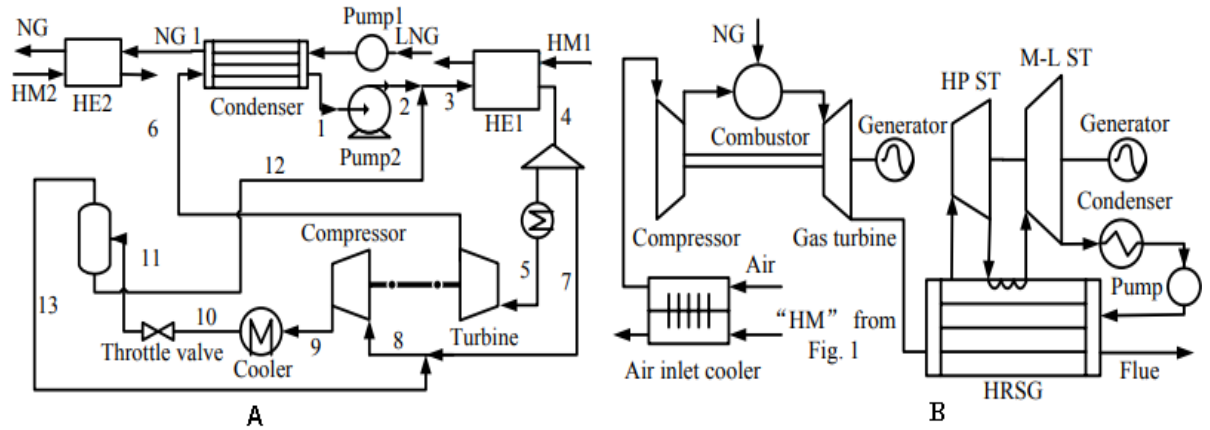 NG
NG 1
Pump1
LNG
HM1
HM2
HE2
Condenser
HE1
6
1
2
3
4
Pump2
12
Compressor
11
5
7
13
10
Throttle valve
Cooler
9
8
Turbine
A
NG
M-L ST
HP ST
Combustor
Generator
Generator
Condenser
Compressor
Gas turbine
Air
Pump
"HM" from
Fig. 1
Air inlet cooler
Flue
HRSG
B